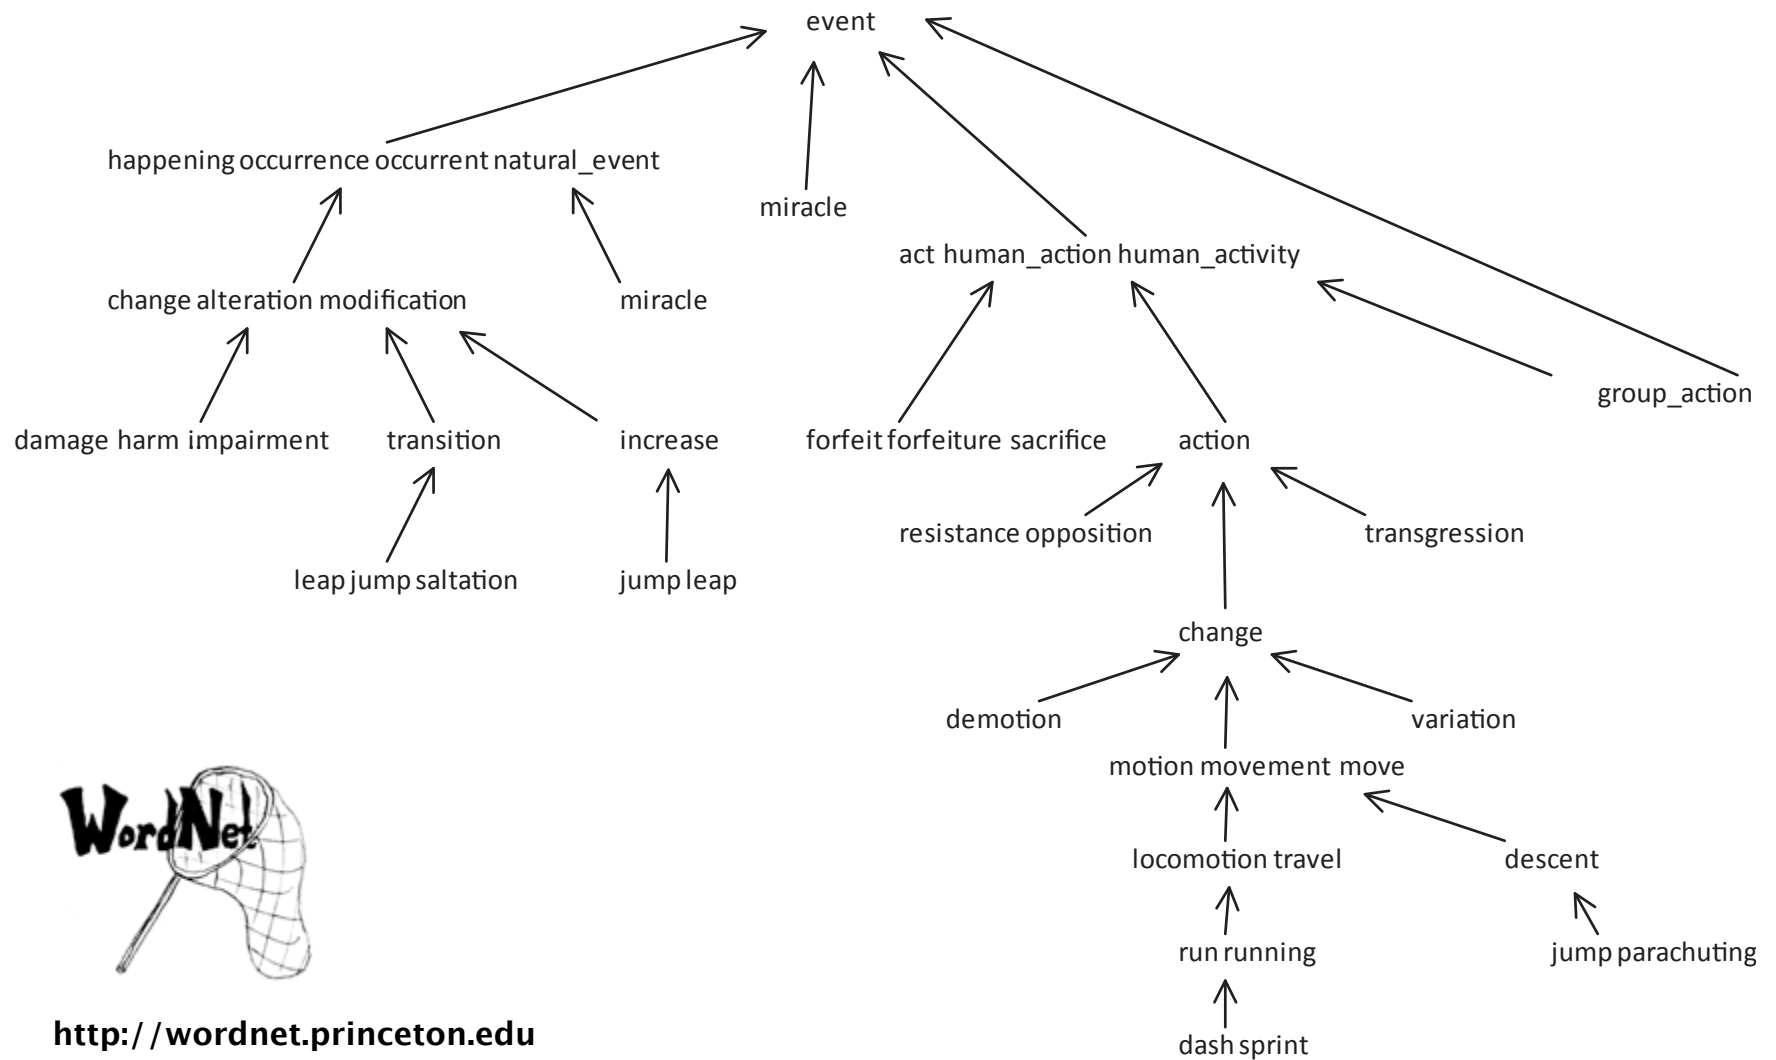 event
happening occurrence occurrent natural_event
miracle
act human_action human_activity
change alteration modification
miracle
group_action
damage harm impairment
transition
increase
forfeit forfeiture sacrifice
action
resistance opposition
transgression
leap jump saltation
jump leap
change
demotion
variation
motion movement move
WordNet
locomotion travel
descent
run running
jump parachuting
http://wordnet.princeton.edu
dash sprint